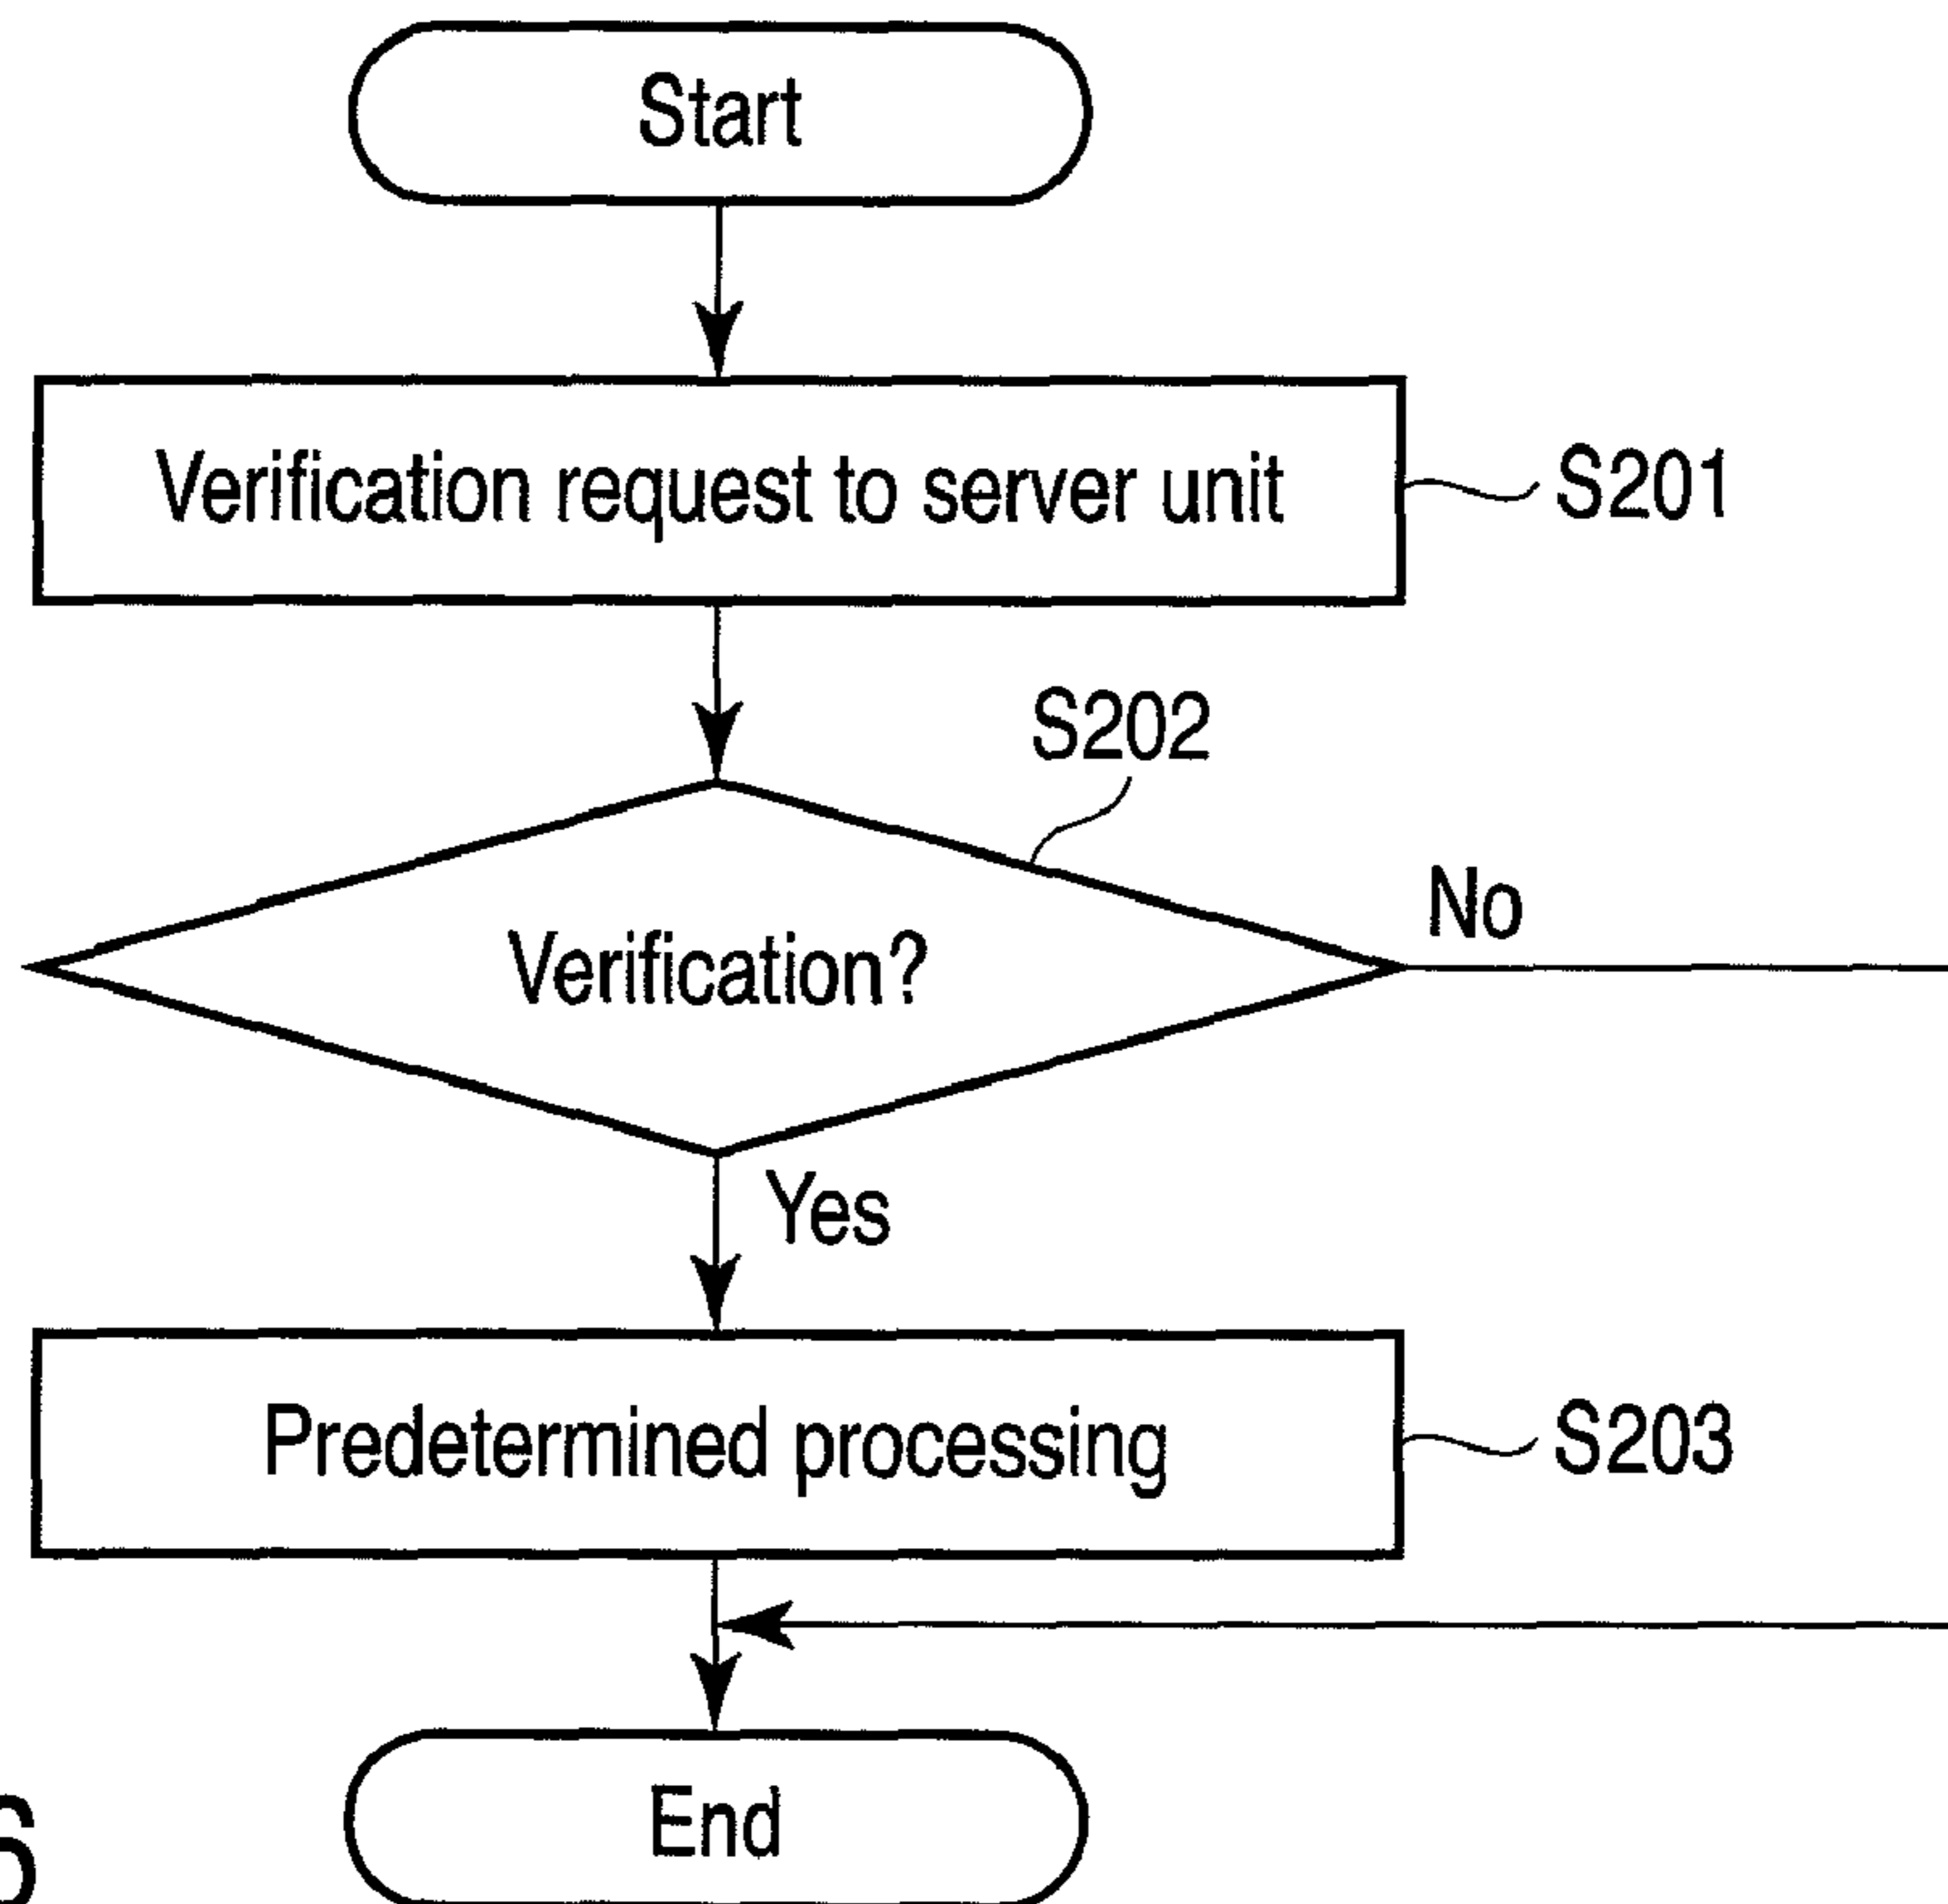 Start
Verification request to server unit
S201
S202
Verification?
No
Yes
Predetermined processing
S203
End